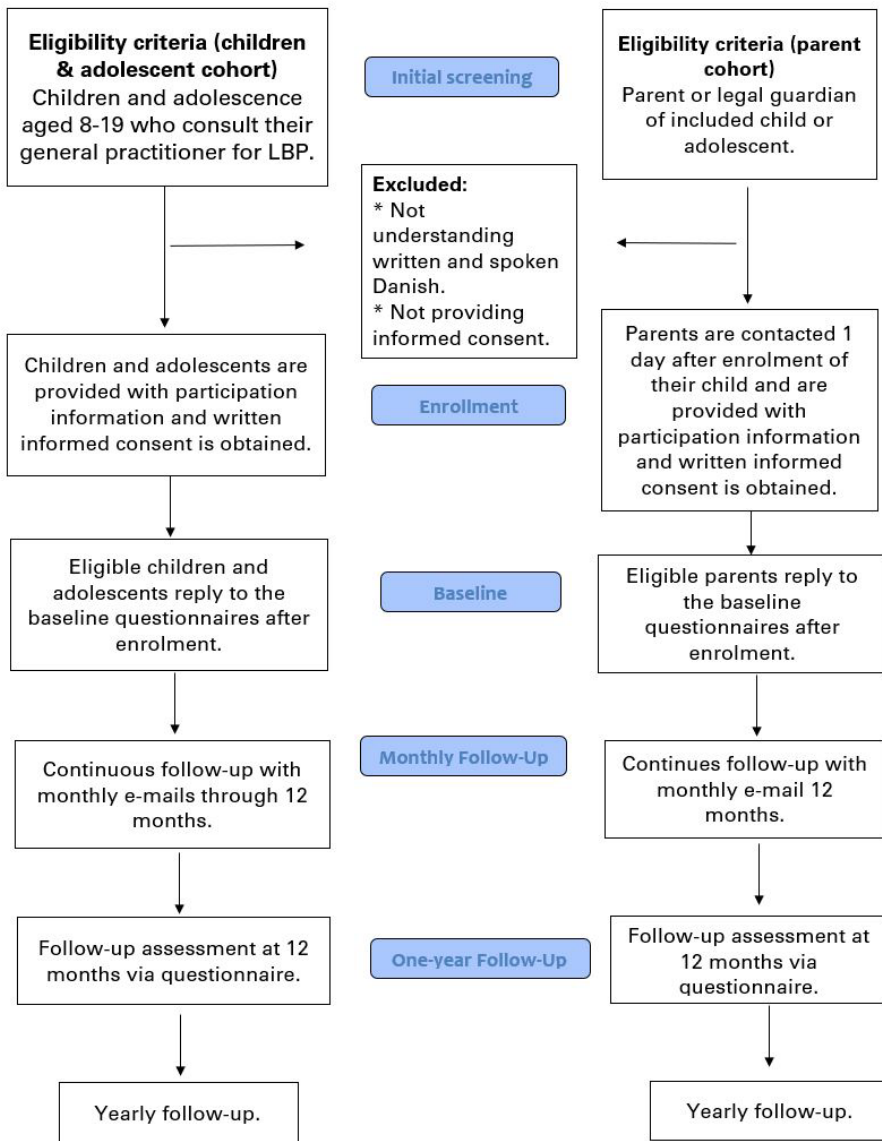 Eligibility criteria (children
& adolescent cohort)
Children and adolescence
aged 8-19 who consult their
general practitioner for LBP.
Initial screening
Eligibility criteria (parent
cohort)
Parent or legal guardian
of included child or
adolescent.
Excluded:
* Not
understanding
written and spoken
Danish.
* Not providing
informed consent.
Children and adolescents are
provided with participation
information and written
informed consent is obtained.
Enrollment
Parents are contacted 1
day after enrolment of
their child and are
provided with
participation information
and written informed
consent is obtained.
Eligible children and
adolescents reply to the
baseline questionnaires after
enrolment.
Baseline
Eligible parents reply to
the baseline
questionnaires after
enrolment.
Continuous follow-up with
monthly e-mails through 12
months.
Monthly Follow-Up
Continues follow-up with
monthly e-mail 12
months.
Follow-up assessment at 12
months via questionnaire.
One-year Follow-Up
Follow-up assessment at
12 months via
questionnaire.
Yearly follow-up.
Yearly follow-up.